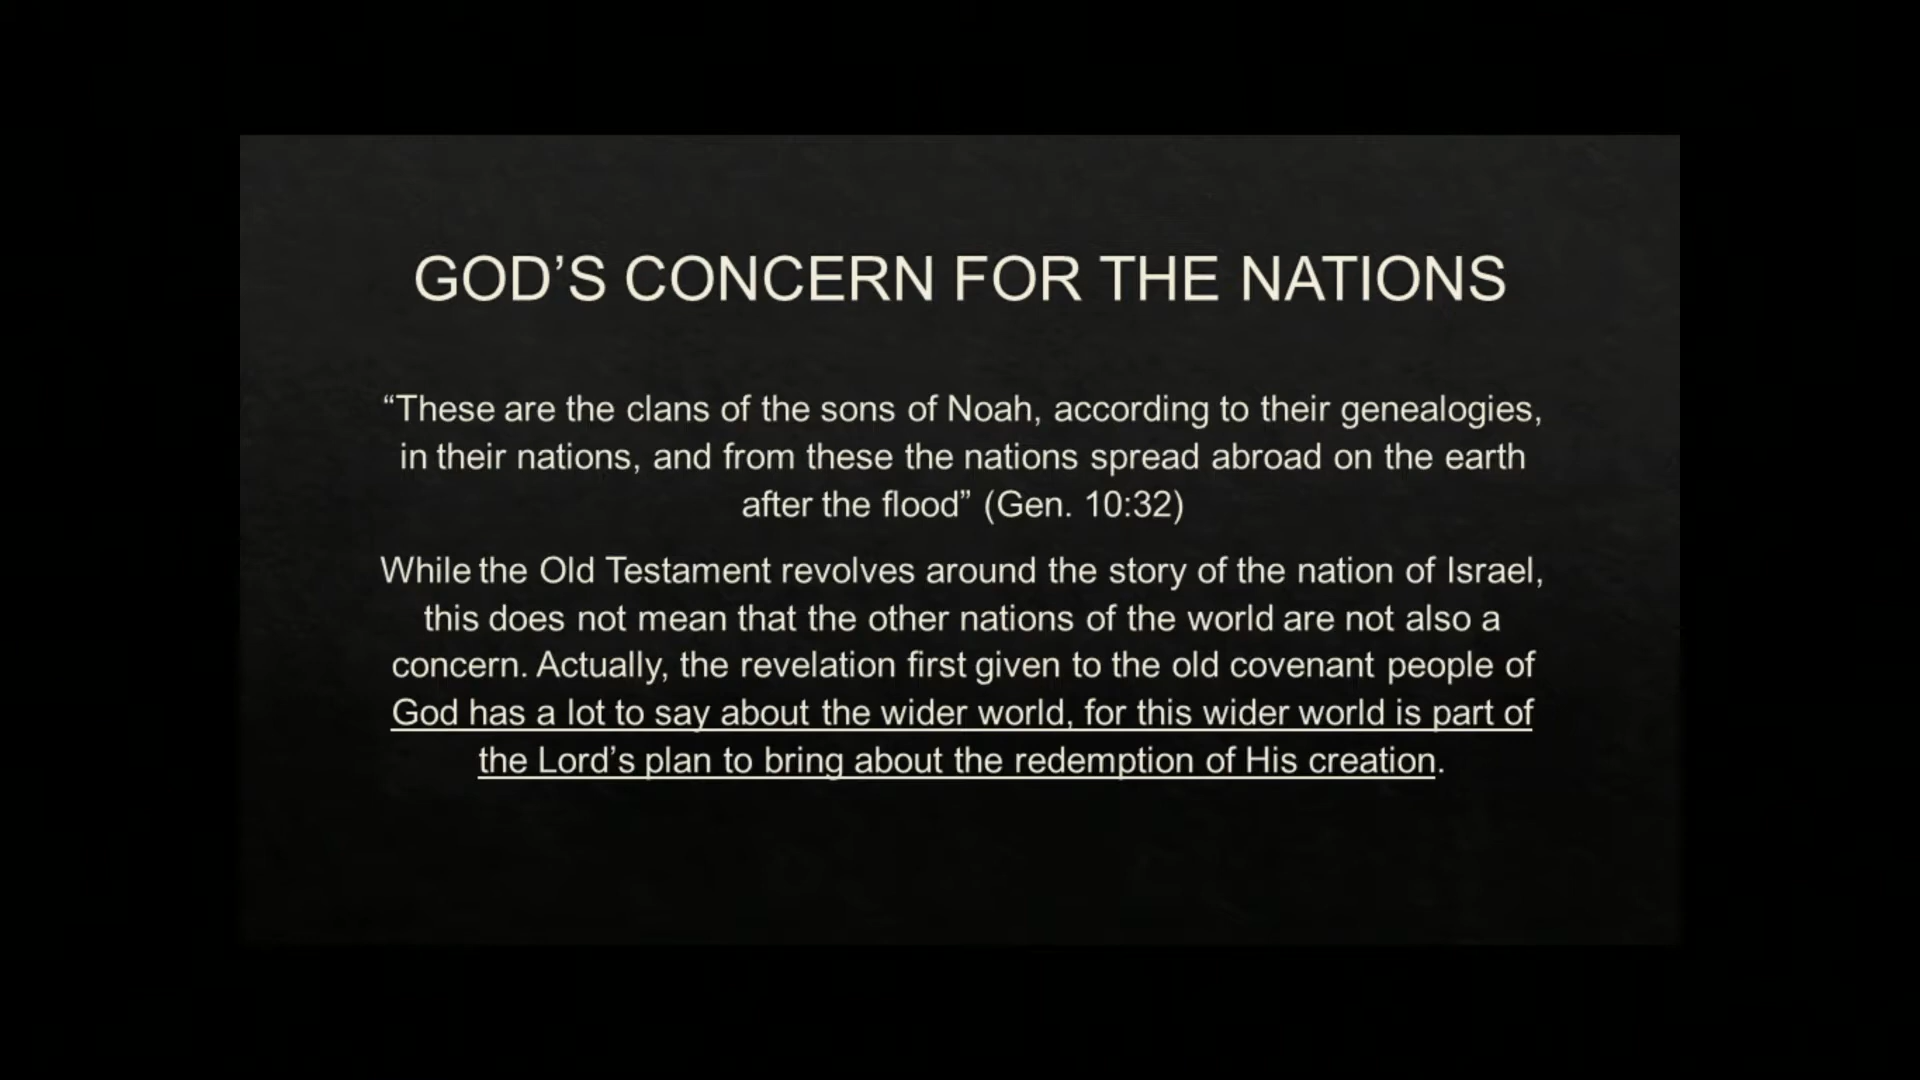 GOD’S CONCERN FOR THE NATIONS
“These are the clans of the sons of Noah, according to their genealogies,
in their nations, and from these the nations spread abroad on the earth
after the flood” (Gen. 10:32)
While the Old Testament revolves around the story of the nation of Israel,
this does not mean that the other nations of the world are not also a
concern. Actually, the revelation first given to the old covenant people of
God has a lot to say about the wider world, for this wider world is part of
the Lord’s plan to bring about the redemption of His creation.